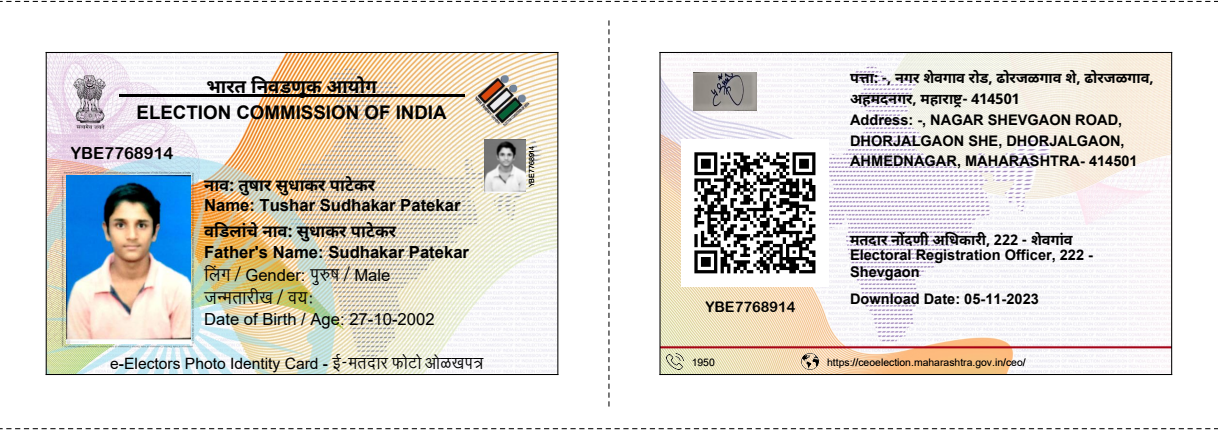 भारत निवडणुक आयोग
ELECTION COMMISSION OF INDIA
YBE7768914
YBE7768914
नाव: तुषार सुधाकर पाटेकर
Name: Tushar Sudhakar Patekar
वडिलांचे नाव: सुधाकर पाटेकर
Father's Name: Sudhakar Patekar
लिंग / Gender: पुरुष / Male
जन्मतारीख / वय:
Date of Birth / Age: 27-10-2002
e-Electors Photo Identity Card - ई-मतदार फोटो ओळखपत्र
पत्ता: -, नगर शेवगाव रोड, ढोरजळगाव शे, ढोरजळगाव,
अहमदनगर, महाराष्ट्र- 414501
Address: -, NAGAR SHEVGAON ROAD,
DHORJALGAON SHE, DHORJALGAON,
AHMEDNAGAR, MAHARASHTRA- 414501
मतदार नोंदणी अधिकारी, 222 - शेवगांव
Electoral Registration Officer, 222 -
Shevgaon
YBE7768914
Download Date: 05-11-2023
1950
https://ceoelection.maharashtra.gov.in/ceo/